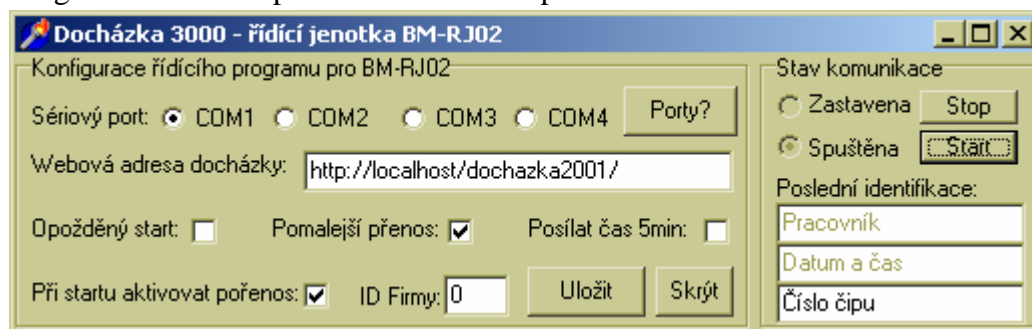 Docházka 3000 - řídící jenotka BM-RJ02
Konfigurace řídícího programu pro BM-RJ02
Sériový port: COM1 COM2 COM3 COM4 Porty?
Webová adresa docházky: http://localhost/dochazka2001/
Opožděný start: Pomalejší přenos: Posílat čas 5min:
Při startu aktivovat pořenos: ID Firmy: 0 Uložit Skrýt
Stav komunikace
Zastavena Stop
Spuštěna Start
Poslední identifikace:
Pracovník
Datum a čas
Číslo čipu